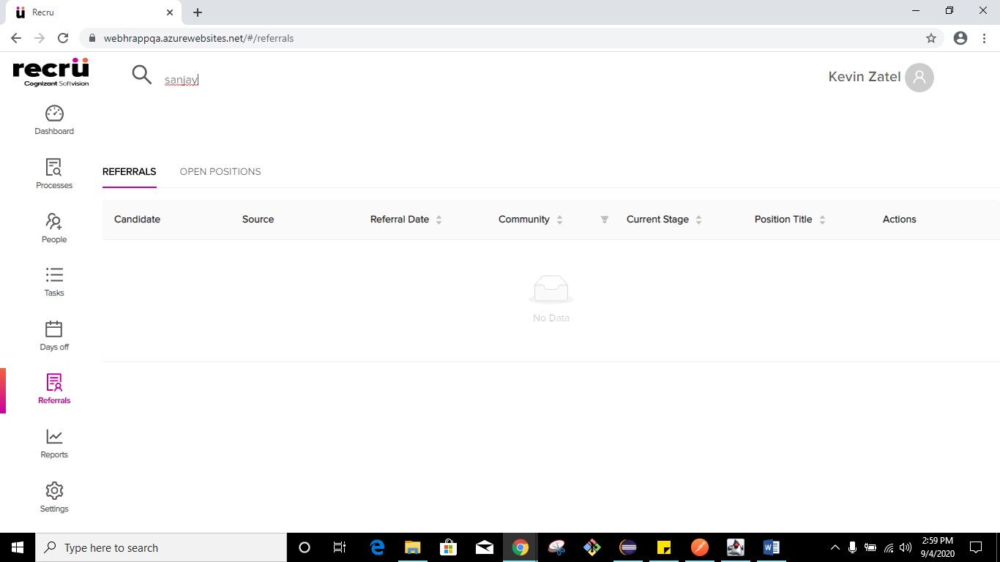 Recru
webhrappqa.azurewebsites.net/#/referrals
recrü
Cognizant Softvision
sanjay
Kevin Zatel
Dashboard
Processes
People
Tasks
Days off
Referrals
Reports
Settings
REFERRALS OPEN POSITIONS
Candidate Source Referral Date Community Current Stage Position Title Actions
No Data
Type here to search
2:59 PM
9/4/2020